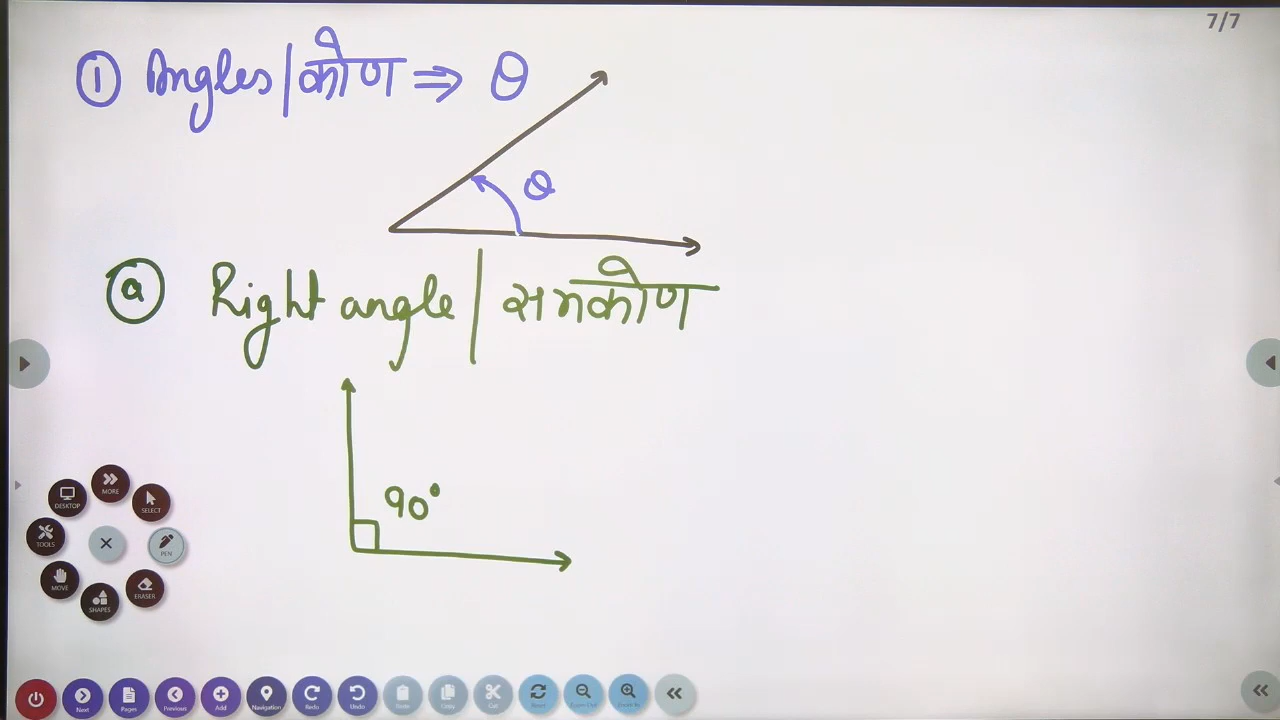 7/7
① Angles | कोण ⇒ θ
θ
ⓐ Right angle | समकोण
90°
MORE
DESKTOP
SELECT
TOOLS
PEN
MOVE
ERASER
SHAPES
Next
Pages
Previous
Add
Navigation
Redo
Undo
Copy
Cut
Reset
Zoom Out
Zoom In